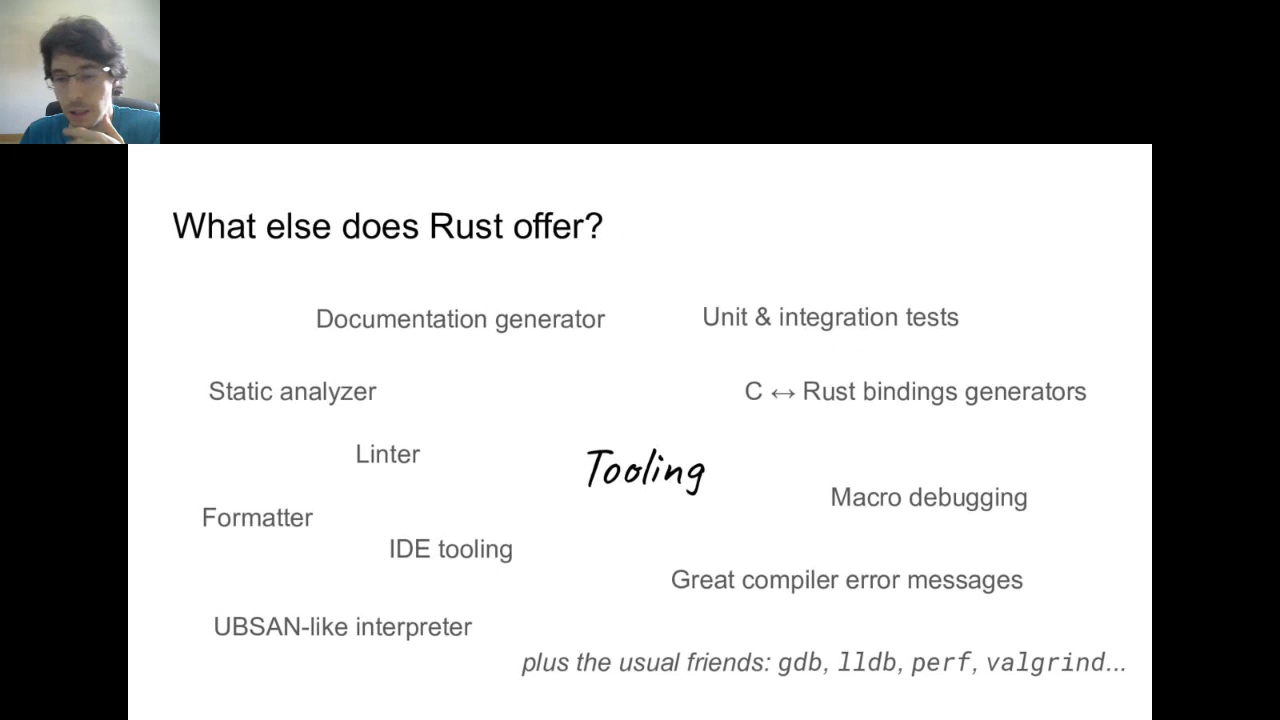 What else does Rust offer?
Documentation generator
Unit & integration tests
Static analyzer
C ↔ Rust bindings generators
Linter
Tooling
Macro debugging
Formatter
IDE tooling
Great compiler error messages
UBSAN-like interpreter
plus the usual friends: gdb, lldb, perf, valgrind...